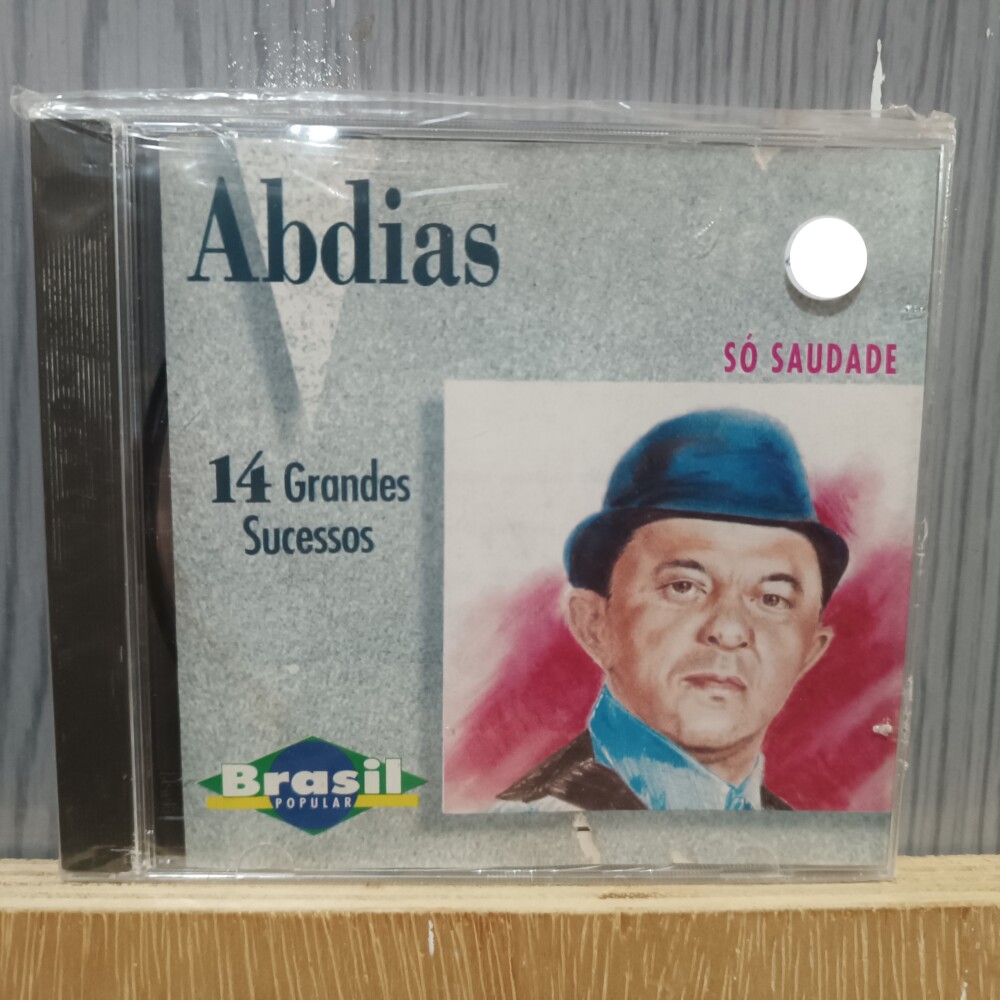 Abdias
SÓ SAUDADE
14 Grandes
Sucessos
Brasil
POPULAR